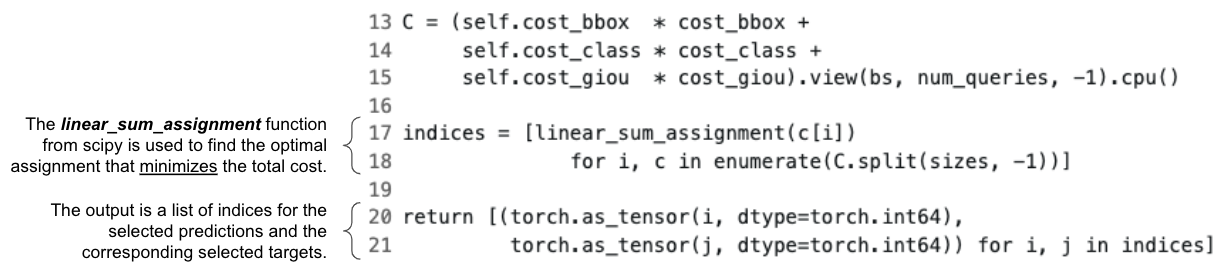 13 C = (self.cost_bbox  * cost_bbox +
14      self.cost_class * cost_class +
15      self.cost_giou  * cost_giou).view(bs, num_queries, -1).cpu()
16
The linear_sum_assignment function
from scipy is used to find the optimal
assignment that minimizes the total cost.
17 indices = [linear_sum_assignment(c[i])
18               for i, c in enumerate(C.split(sizes, -1))]
19
The output is a list of indices for the
selected predictions and the
corresponding selected targets.
20 return [(torch.as_tensor(i, dtype=torch.int64),
21          torch.as_tensor(j, dtype=torch.int64)) for i, j in indices]